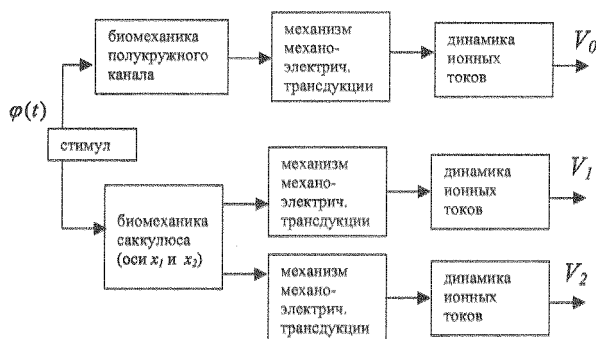 биомеханика
полукружного
канала
механизм
механо-
электрич.
трансдукции
динамика
ионных
токов
V₀
φ(t)
стимул
биомеханика
саккулюса
(оси x₁ и x₂)
механизм
механо-
электрич.
трансдукции
динамика
ионных
токов
V₁
механизм
механо-
электрич.
трансдукции
динамика
ионных
токов
V₂